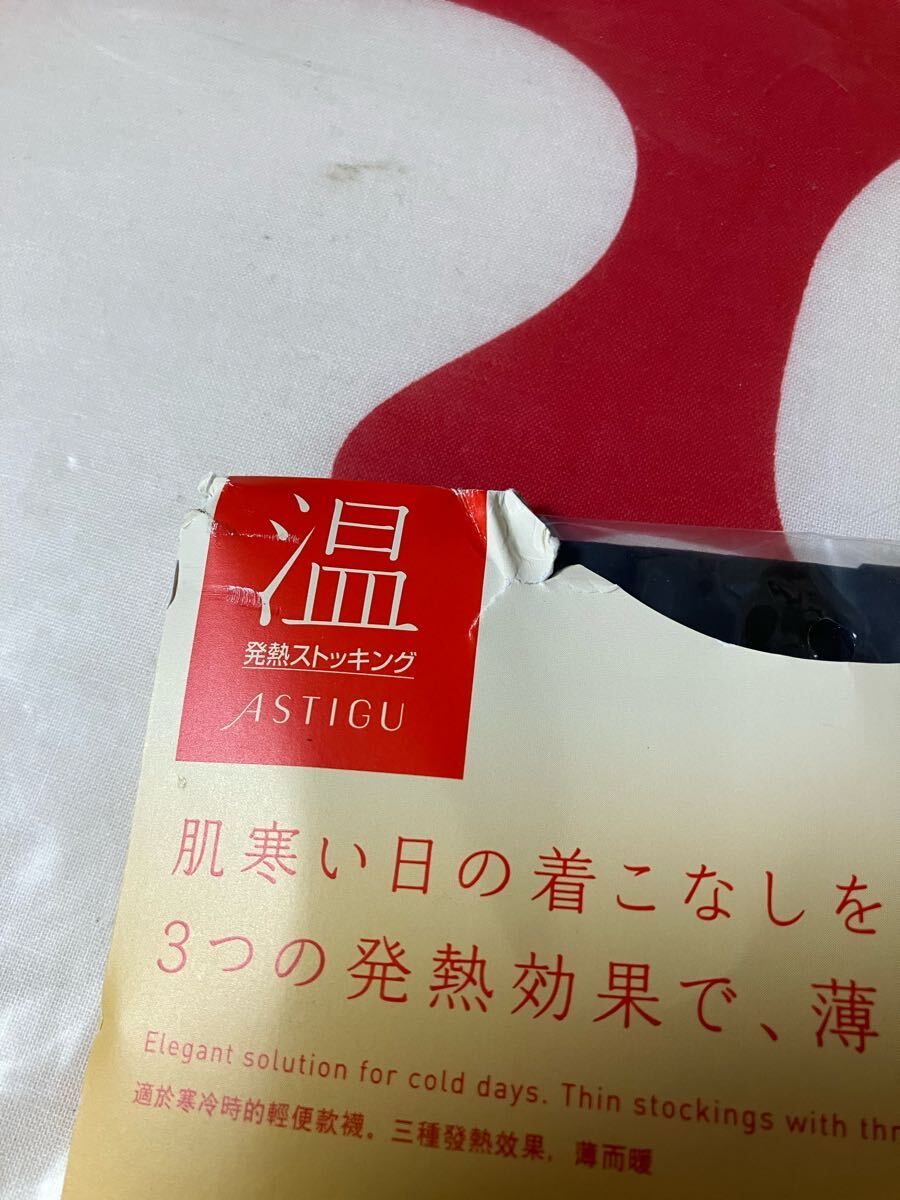 温
発熱ストッキング
ASTIGU
肌寒い日の着こなしを
3つの発熱効果で、薄
Elegant solution for cold days. Thin stockings with thr
適於寒冷時的輕便款襪。三種發熱效果，薄而暖